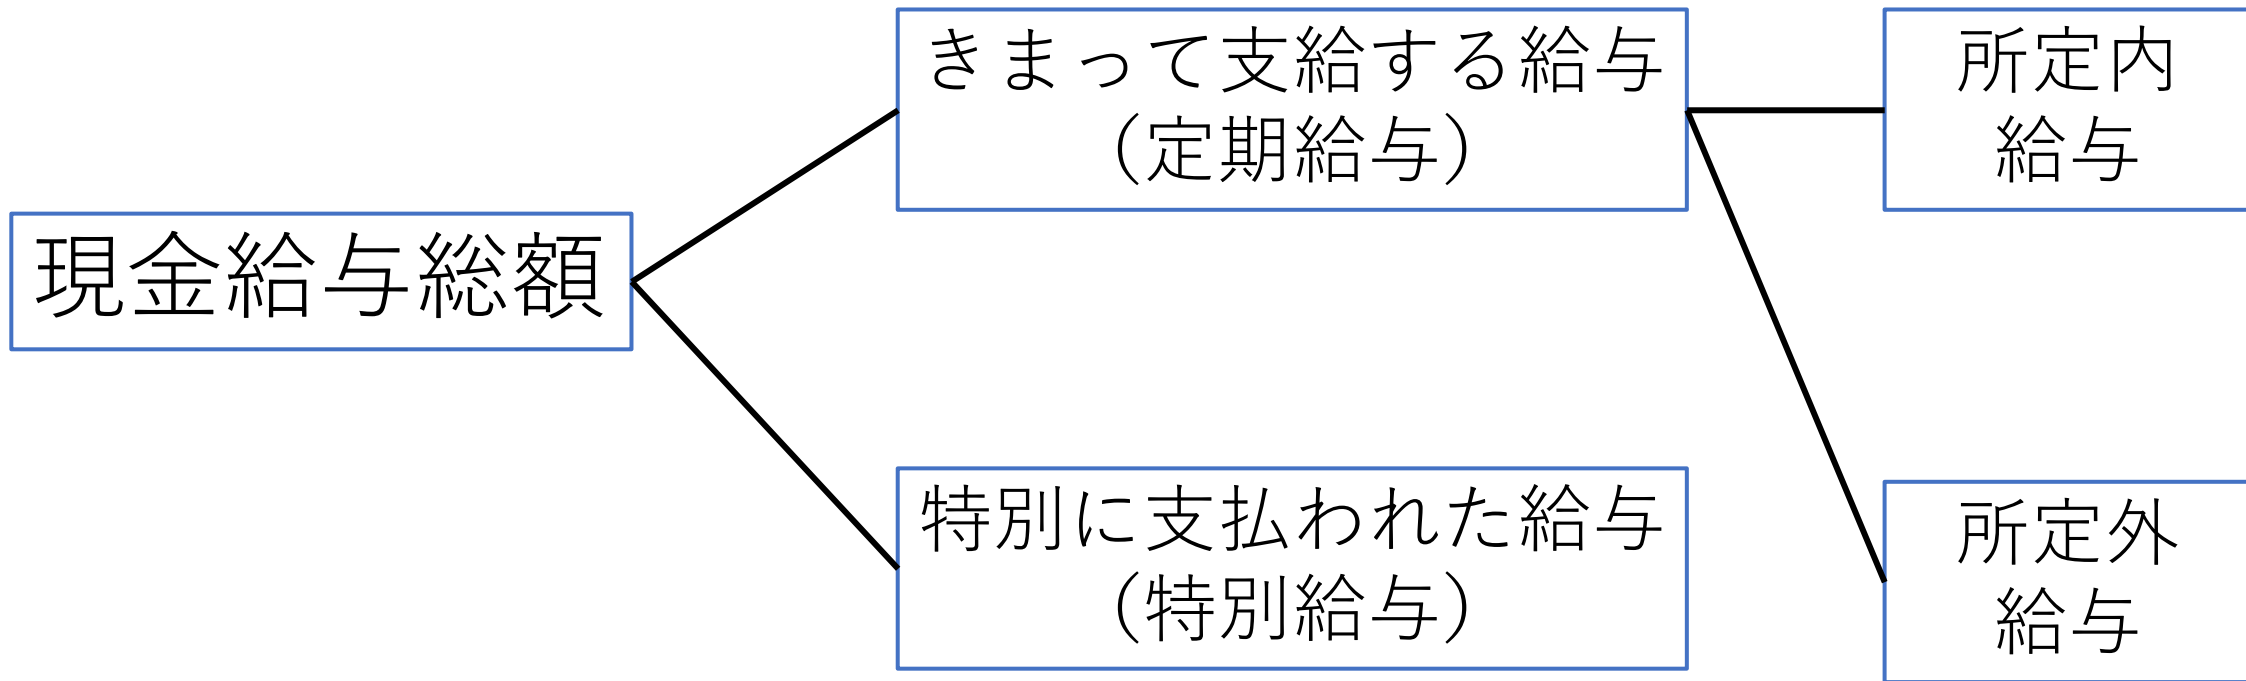 現金給与総額
きまって支給する給与
（定期給与）
特別に支払われた給与
（特別給与）
所定内
給与
所定外
給与